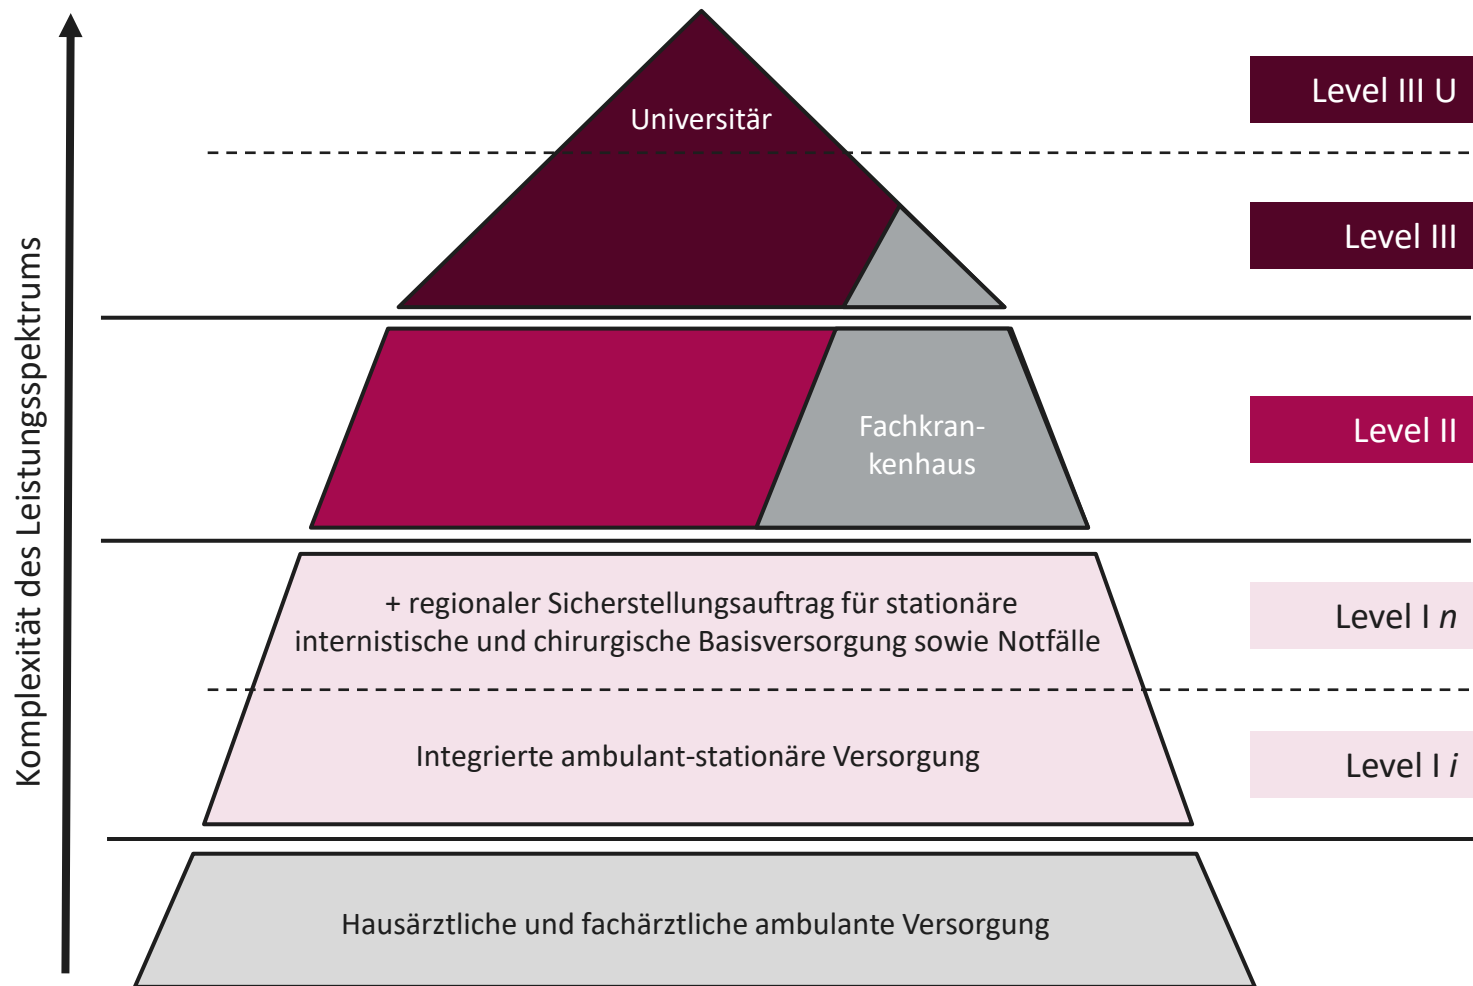 Komplexität des Leistungsspektrums
Universitär
Level III U
Level III
Fachkran-
kenhaus
Level II
+ regionaler Sicherstellungsauftrag für stationäre
internistische und chirurgische Basisversorgung sowie Notfälle
Level I n
Integrierte ambulant-stationäre Versorgung
Level I i
Hausärztliche und fachärztliche ambulante Versorgung